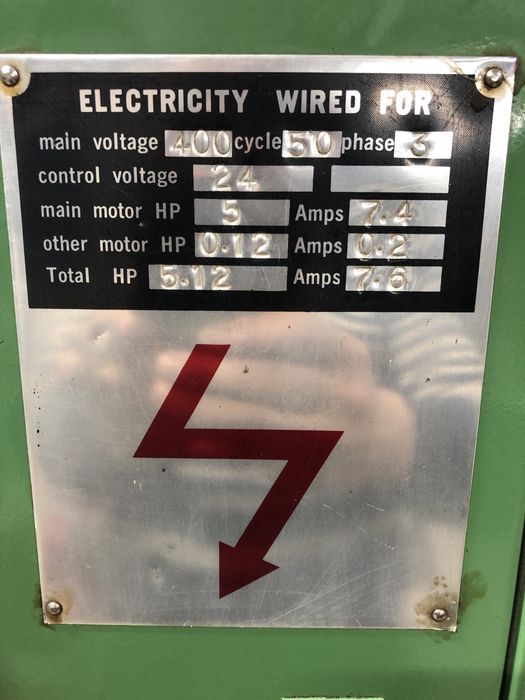 ELECTRICITY WIRED FOR
main voltage 400 cycle 50 phase 3
control voltage 24
main motor HP 5 Amps 7.4
other motor HP 0.12 Amps 0.2
Total HP 5.12 Amps 7.6